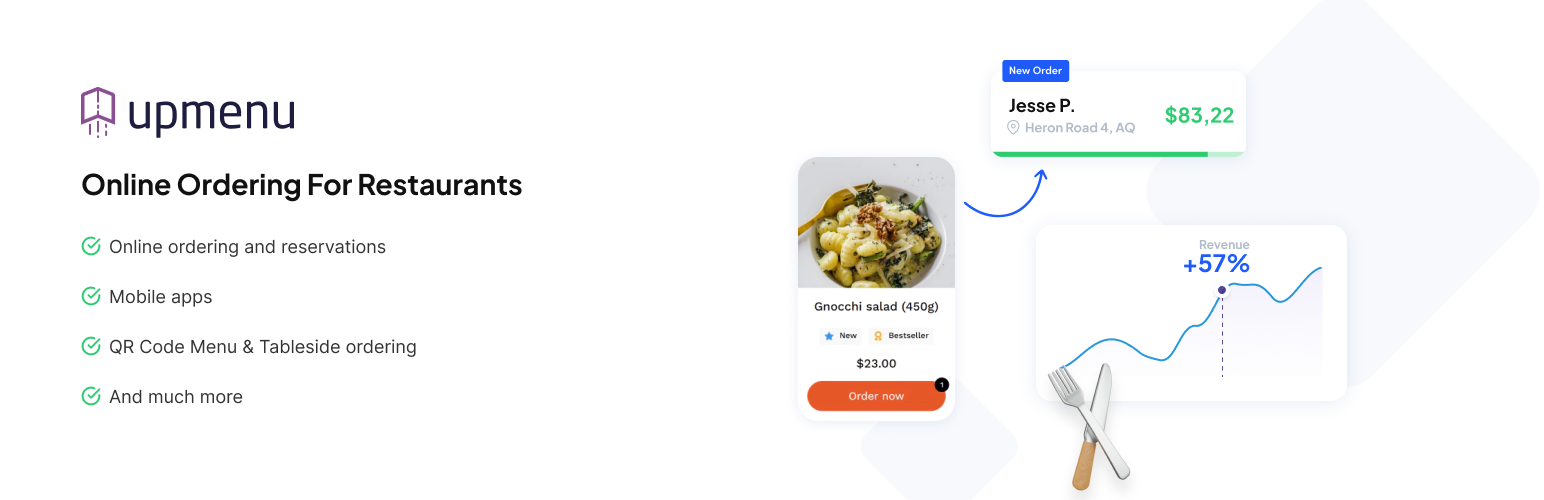 upmenu
Online Ordering For Restaurants
Online ordering and reservations
Mobile apps
QR Code Menu & Tableside ordering
And much more
New Order
Jesse P.
$83,22
Heron Road 4, AQ
Gnocchi salad (450g)
New
Bestseller
$23.00
1
Order now
Revenue
+57%